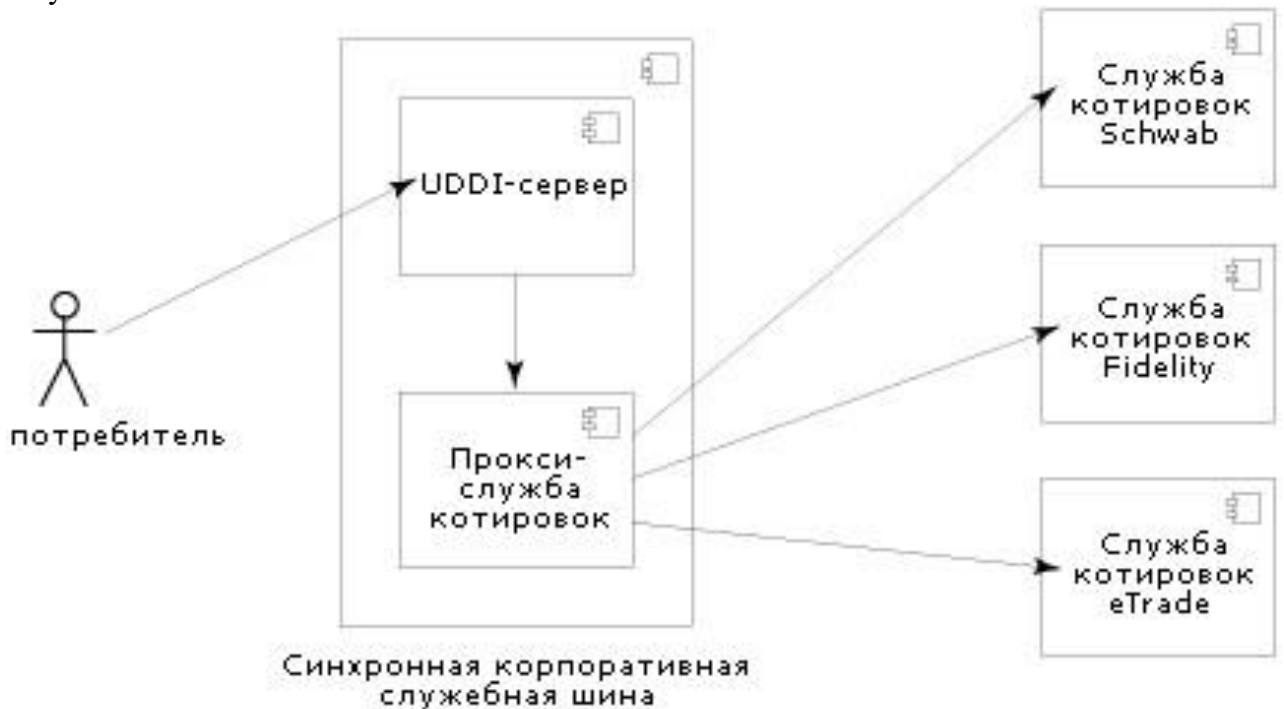 UDDI-сервер
потребитель
Прокси-
служба
котировок
Синхронная корпоративная
служебная шина
Служба
котировок
Schwab
Служба
котировок
Fidelity
Служба
котировок
eTrade